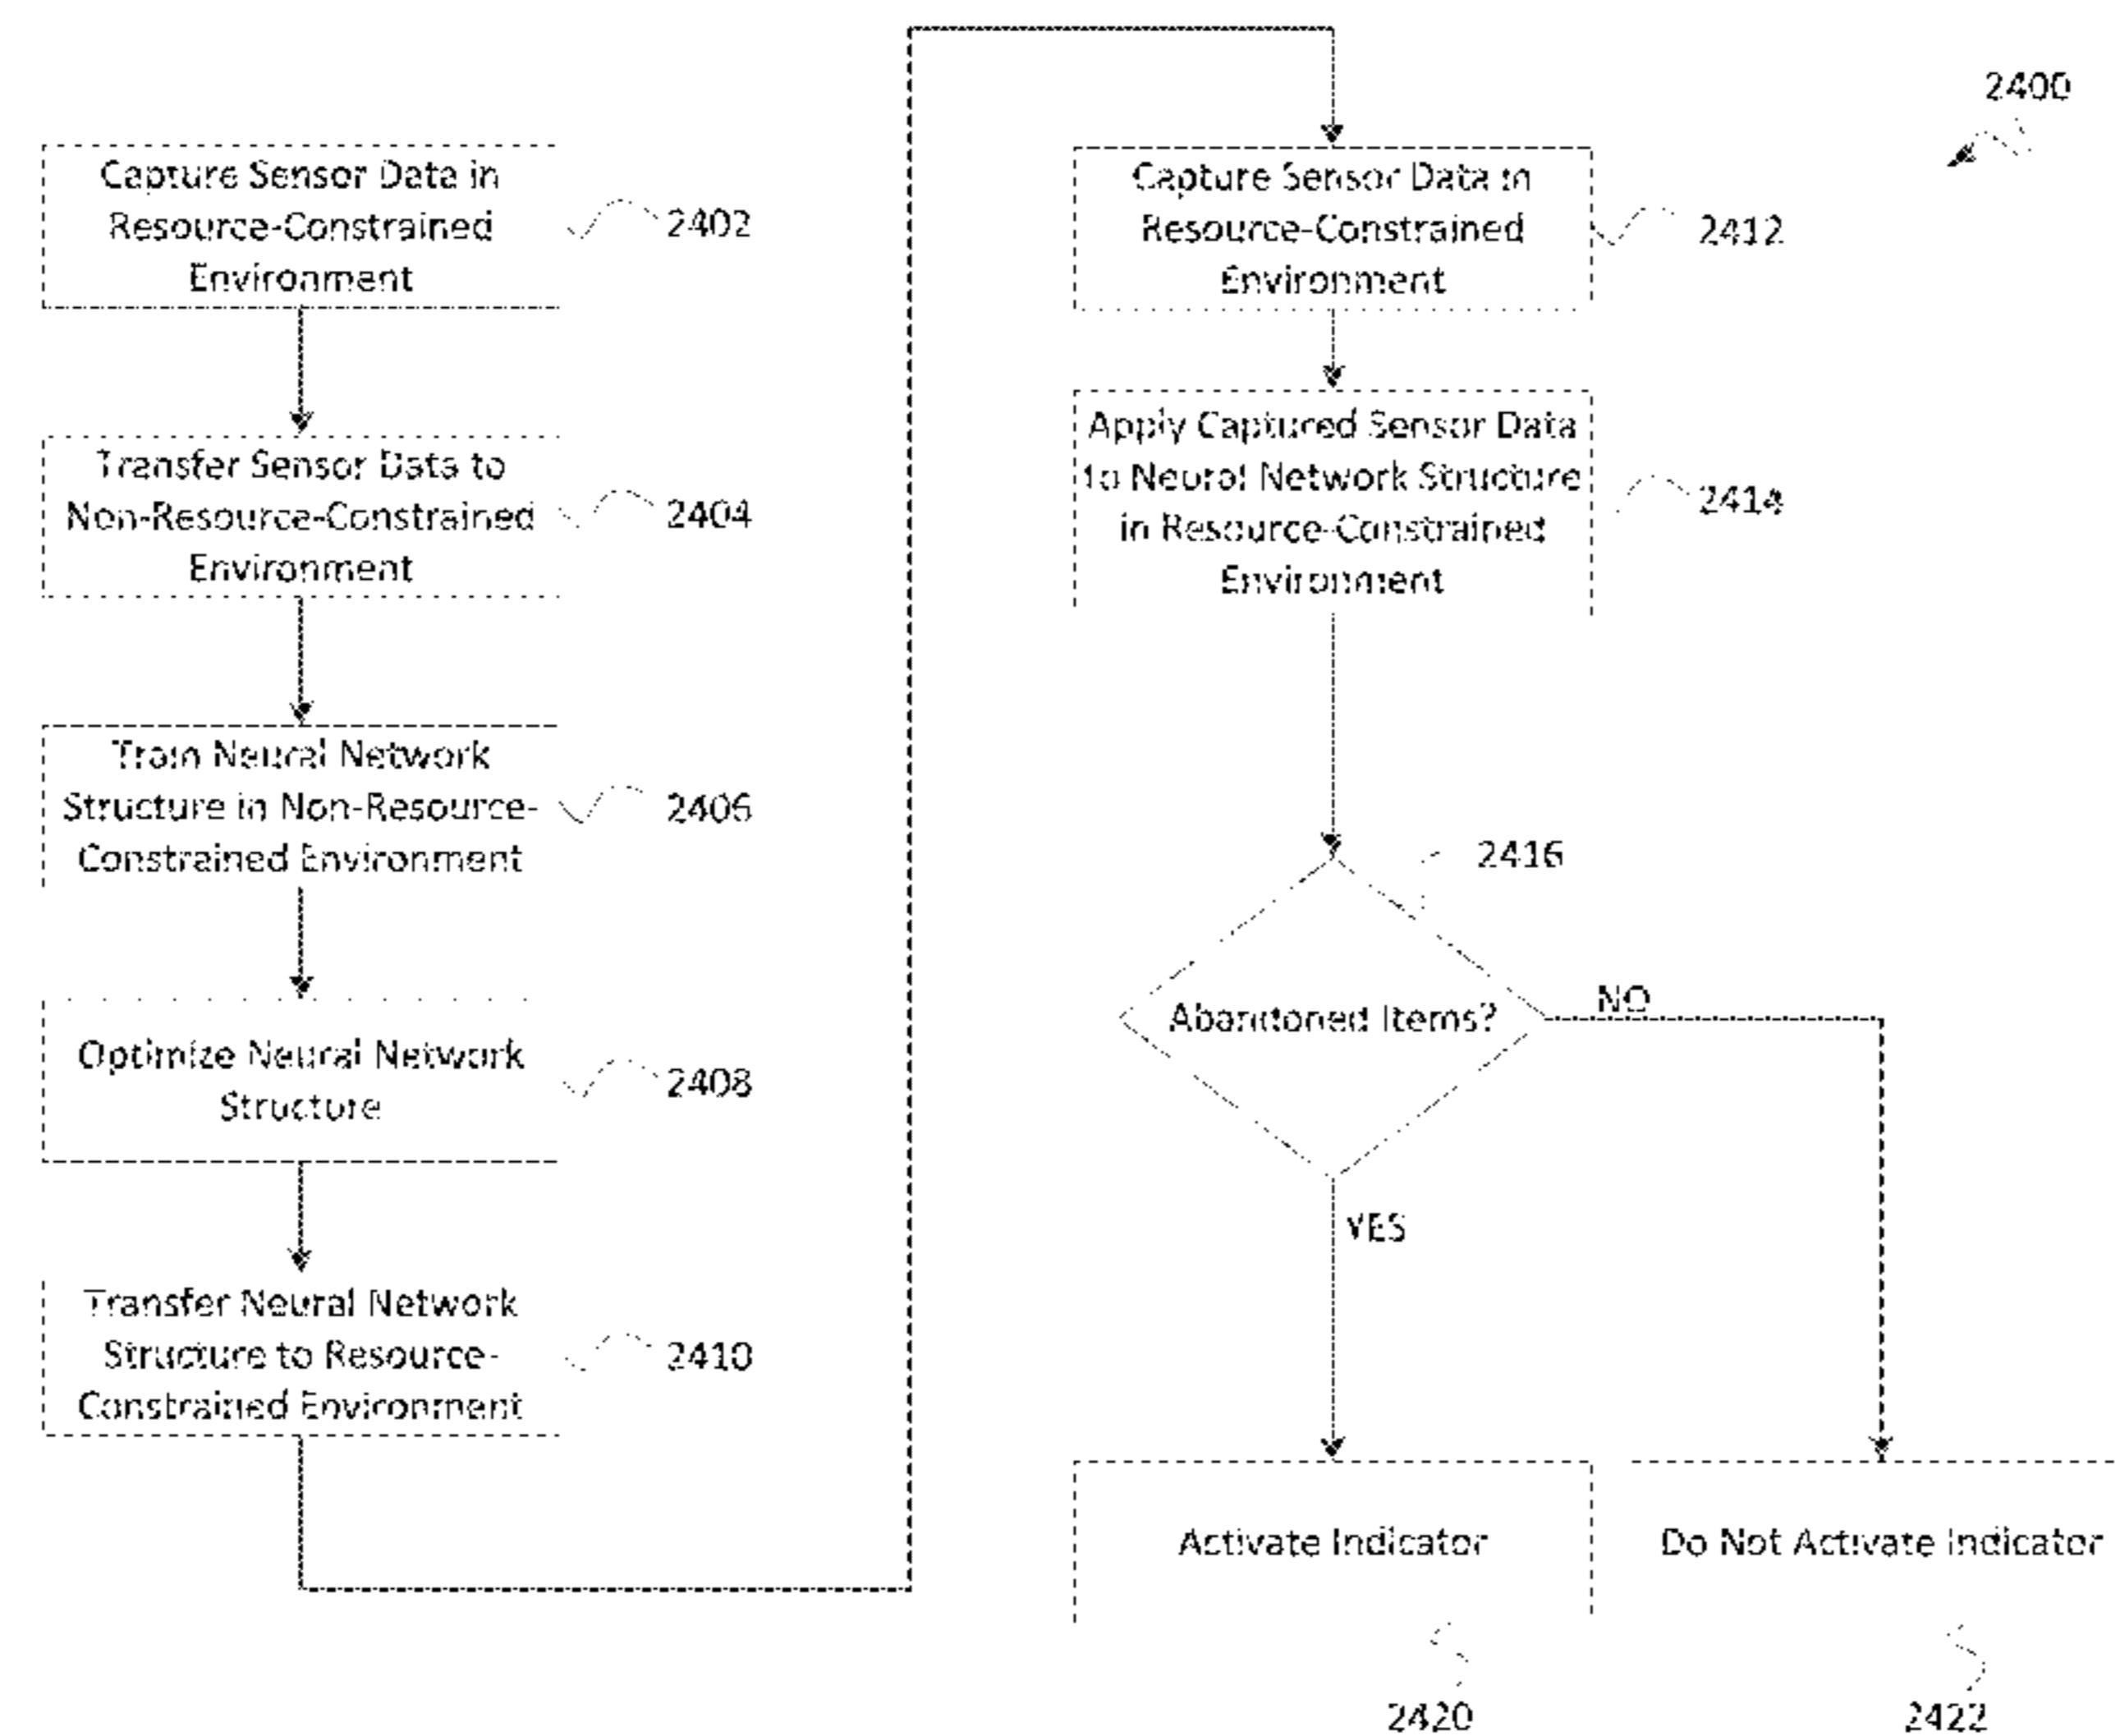 2400
Capture Sensor Data in
Resource-Constrained
Environment
2402
Transfer Sensor Data to
Non-Resource-Constrained
Environment
2404
Train Neural Network
Structure in Non-Resource-
Constrained Environment
2406
Optimize Neural Network
Structure
2408
Transfer Neural Network
Structure to Resource-
Constrained Environment
2410
Capture Sensor Data in
Resource-Constrained
Environment
2412
Apply Captured Sensor Data
to Neural Network Structure
in Resource-Constrained
Environment
2414
2416
Abandoned Items?
NO
YES
Activate Indicator
2420
Do Not Activate Indicator
2422